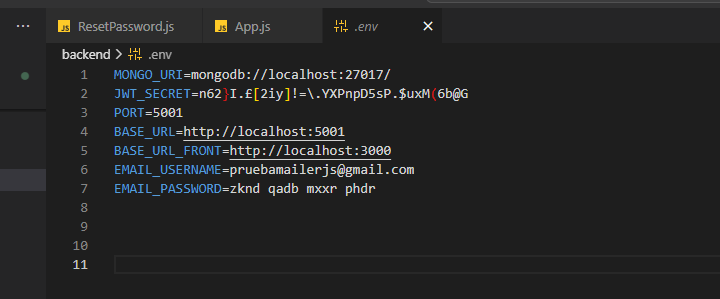 ... JS ResetPassword.js JS App.js .env ×
backend > .env
1 MONGO_URI=mongodb://localhost:27017/
2 JWT_SECRET=n62}I.£[2iy]!=\.YXPnpD5sP.$uxM(6b@G
3 PORT=5001
4 BASE_URL=http://localhost:5001
5 BASE_URL_FRONT=http://localhost:3000
6 EMAIL_USERNAME=pruebamailerjs@gmail.com
7 EMAIL_PASSWORD=zknd qadb mxxr phdr
8
9
10
11